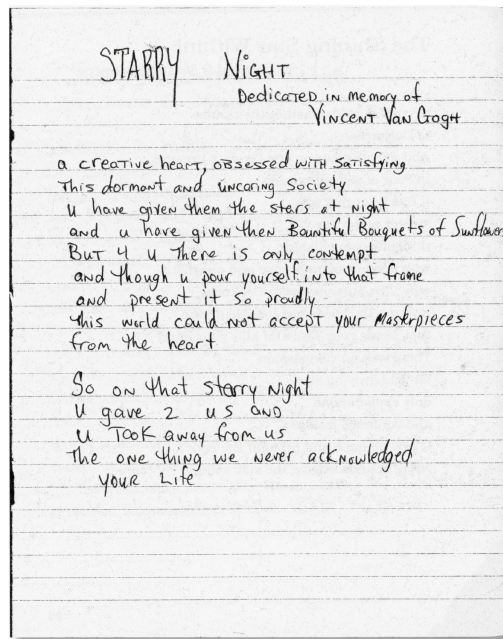 STARRY NIGHT
Dedicated in memory of
Vincent Van Gogh
a creative heart, obsessed with satisfying
This dormant and uncaring Society
u have given them the stars at night
and u have given then Bountiful Bouquets of Sunflowers
But 4 u There is only contempt
and though u pour yourself into that frame
and present it so proudly
this world could not accept your Masterpieces
from the heart
So on that starry night
u gave 2 us and
u Took away from us
The one thing we never acknowledged
your Life